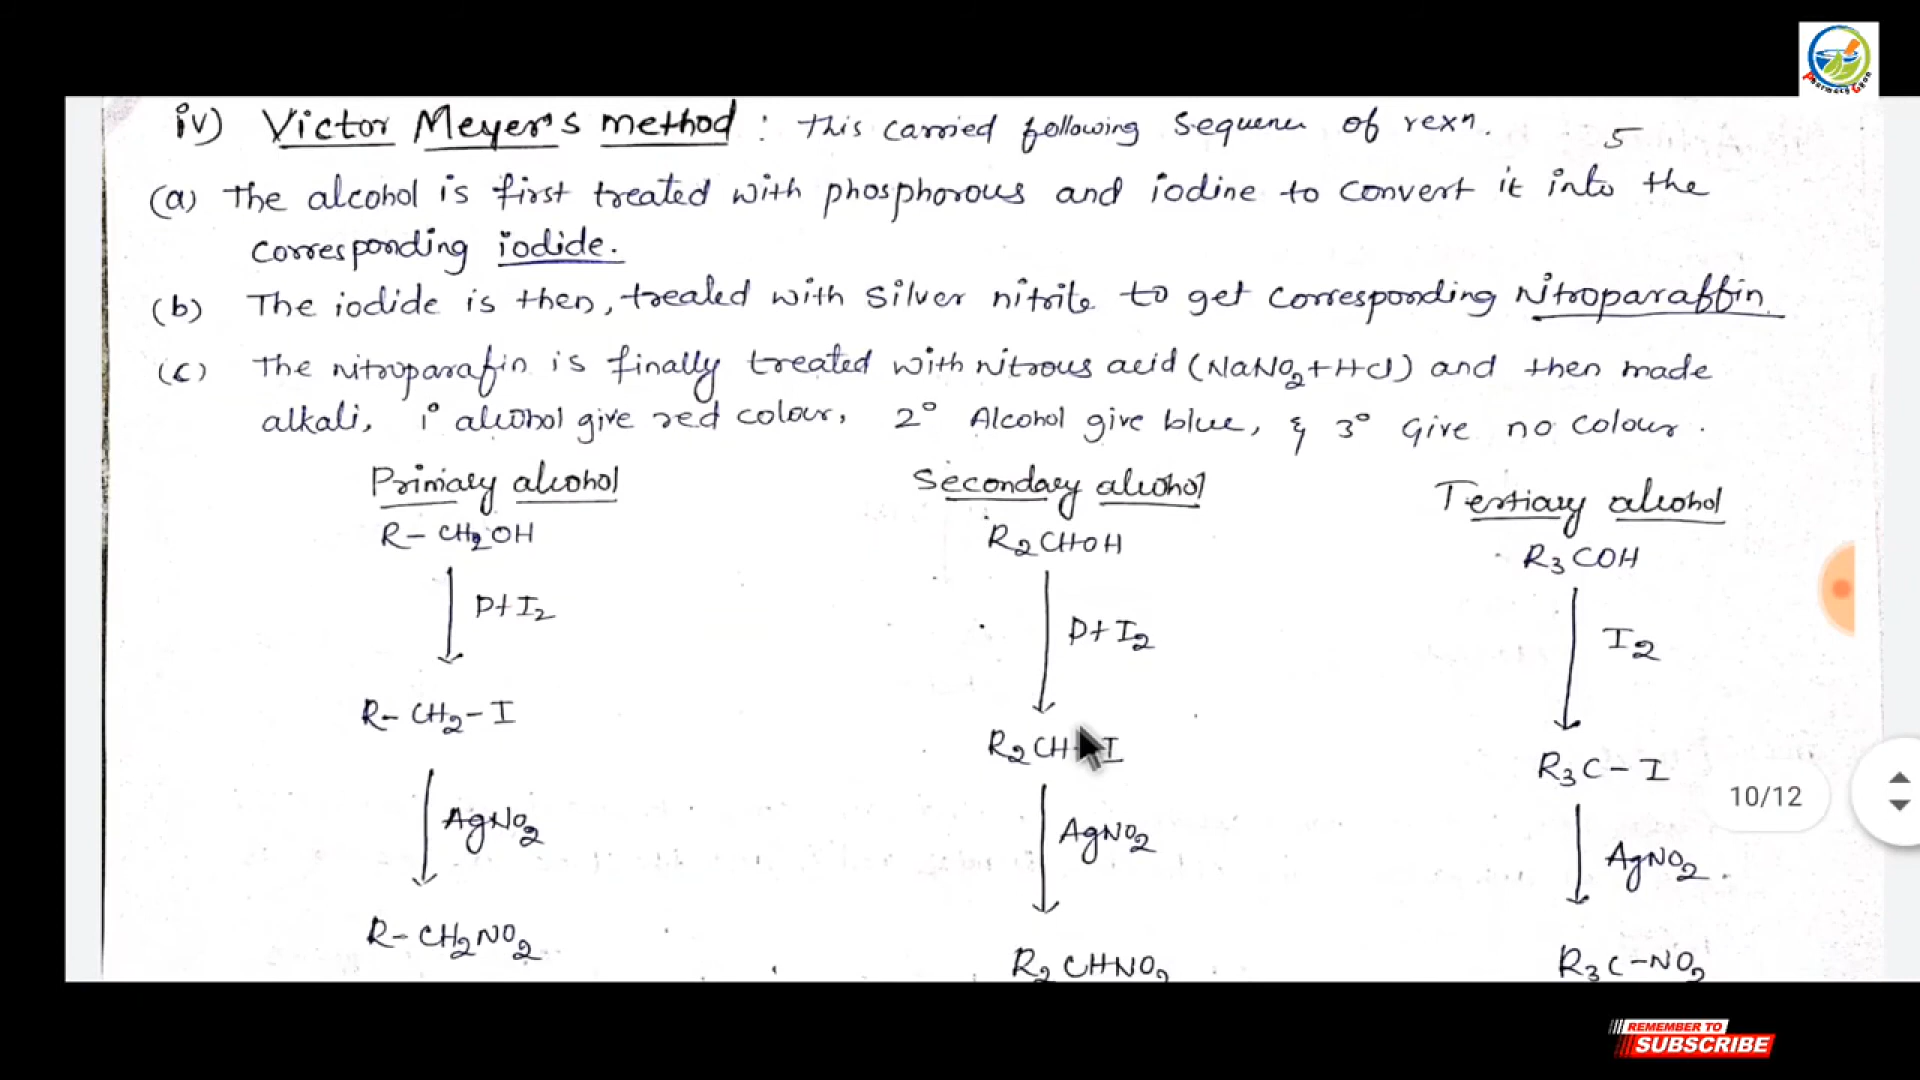 Pharmacy Gyan
iv) Victor Meyer's method : This carried following Sequence of rexn.
5
(a) The alcohol is first treated with phosphorous and iodine to convert it into the
corresponding iodide.
(b) The iodide is then, treated with silver nitrite to get corresponding Nitroparaffin
(c) The nitroparafin is finally treated with nitrous acid (NaNO2+HCl) and then made
alkali, 1° alcohol give red colour, 2° Alcohol give blue, & 3° Give no colour.
Primary alcohol Secondary alcohol Tertiary alcohol
R-CH2OH R2CHOH R3COH
P+I2 P+I2 I2
R-CH2-I R2CH-I R3C-I
10/12
AgNO2 AgNO2 AgNO2
R-CH2NO2 R2CHNO2 R3C-NO2
REMEMBER TO
SUBSCRIBE